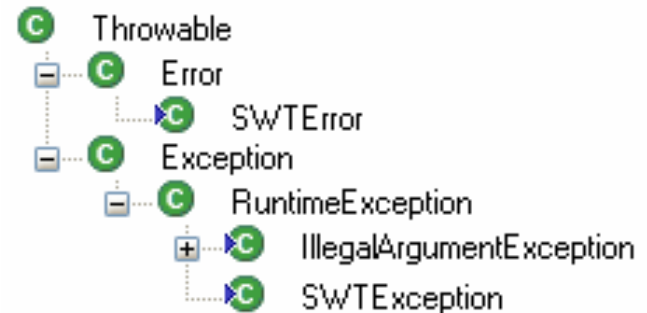 C Throwable
C Error
C SWTError
C Exception
C RuntimeException
C IllegalArgumentException
C SWTException